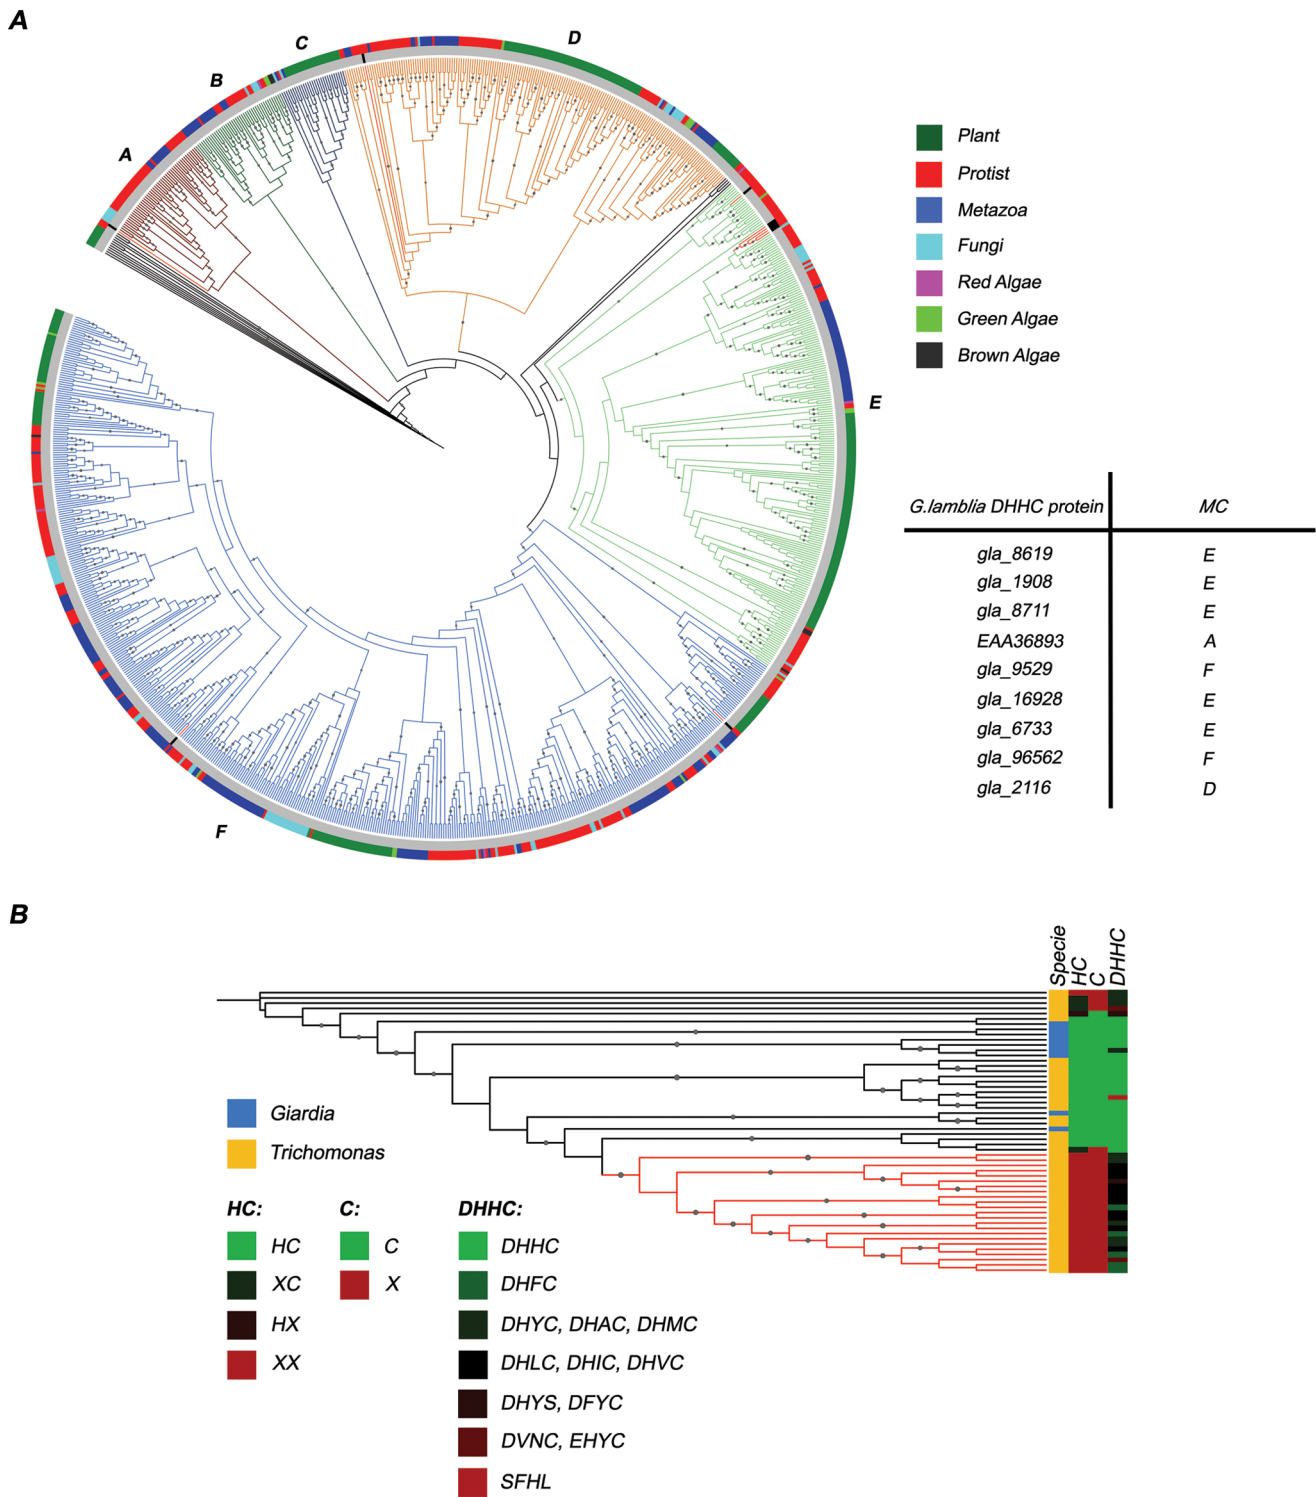 A
C
D
B
A
E
F
Plant
Protist
Metazoa
Fungi
Red Algae
Green Algae
Brown Algae
G.lamblia DHHC protein MC
gla_8619 E
gla_1908 E
gla_8711 E
EAA36893 A
gla_9529 F
gla_16928 E
gla_6733 E
gla_96562 F
gla_2116 D
B
Specie HC C DHHC
Giardia
Trichomonas
HC: C: DHHC:
HC C DHHC
XC X DHFC
HX DHYC, DHAC, DHMC
XX DHLC, DHIC, DHVC
DHYS, DFYC
DVNC, EHYC
SFHL